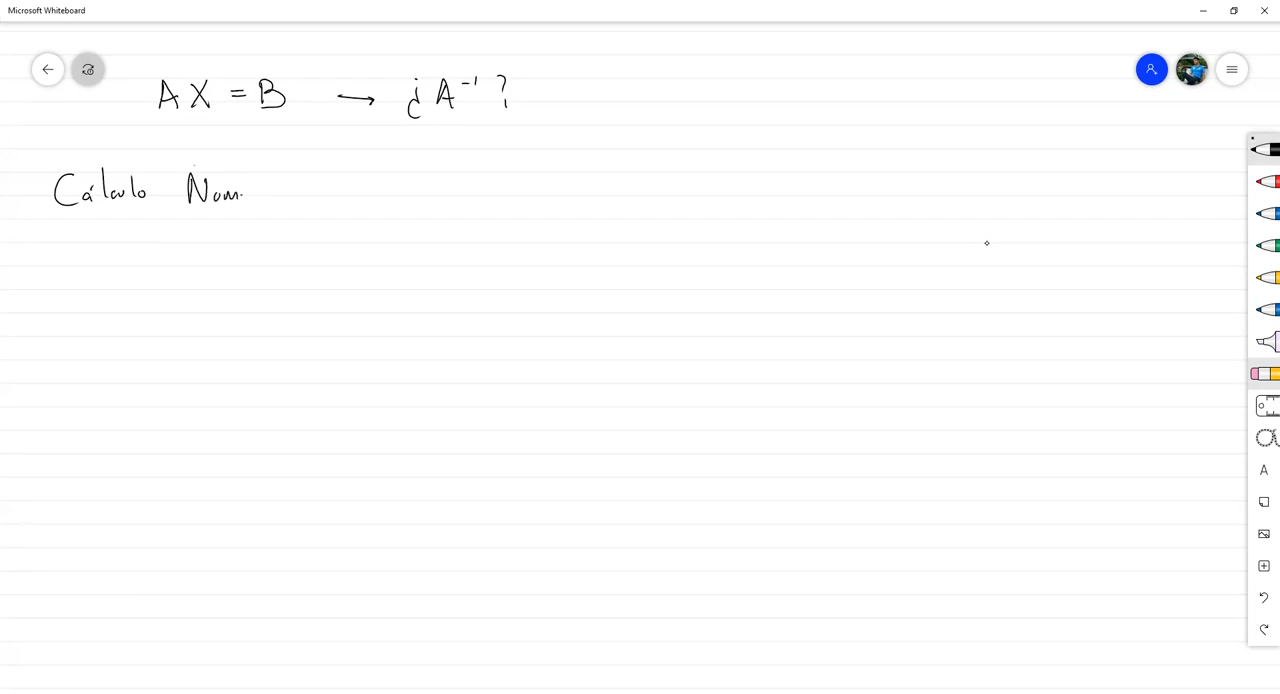 Microsoft Whiteboard
AX = B → ¿A⁻¹?
Cálculo Num
A